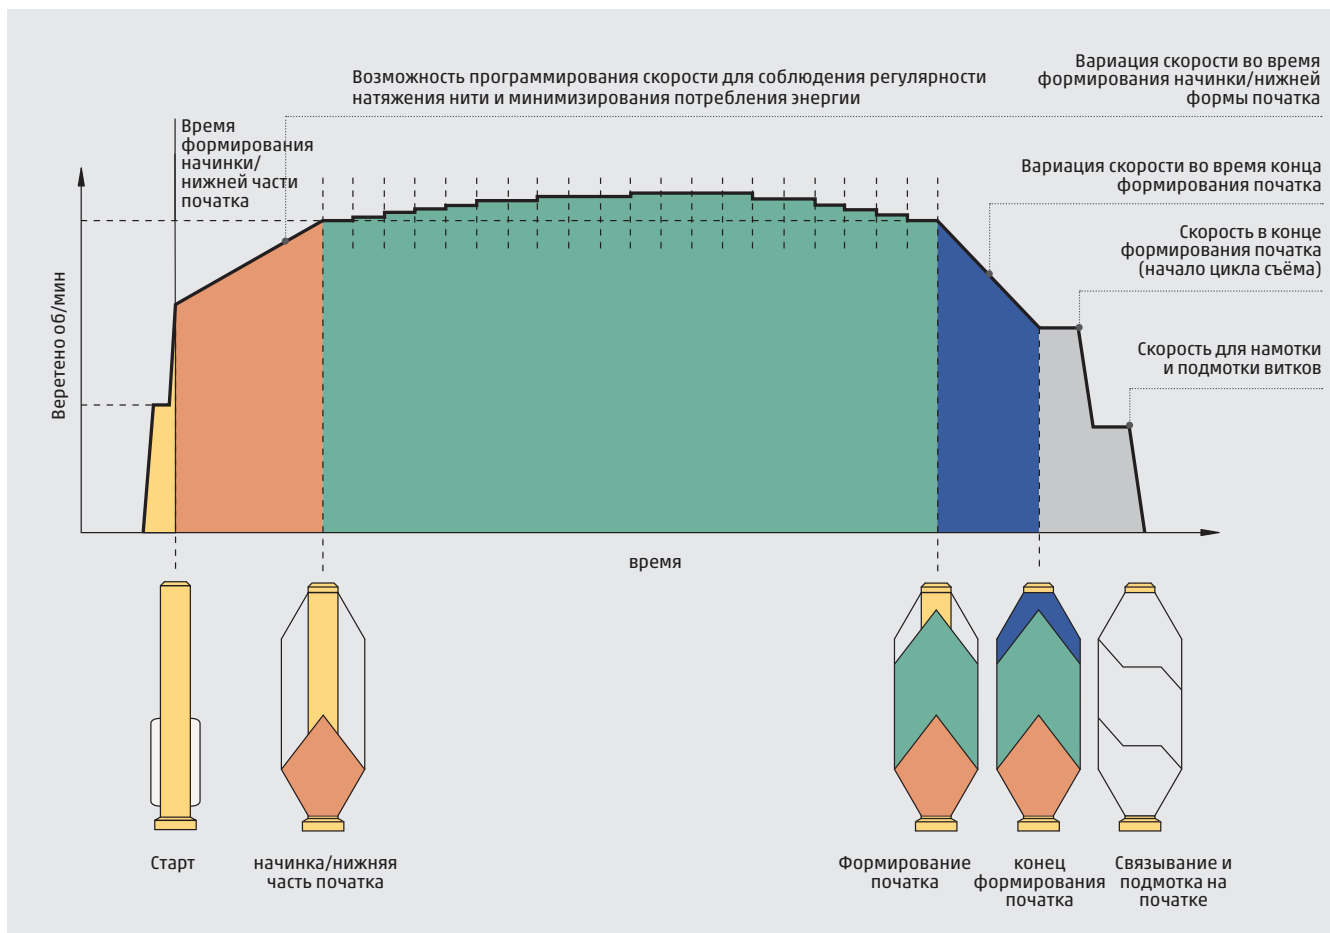 Возможность программирования скорости для соблюдения регулярности
натяжения нити и минимизирования потребления энергии
Вариация скорости во время
формирования начинки/нижней
формы початка
Время
формирования
начинки/
нижней части
початка
Вариация скорости во время конца
формирования початка
Скорость в конце
формирования початка
(начало цикла съёма)
Скорость для намотки
и подмотки витков
Веретено об/мин
время
Старт
начинка/нижняя
часть початка
Формирование
початка
конец
формирования
початка
Связывание и
подмотка на
початке